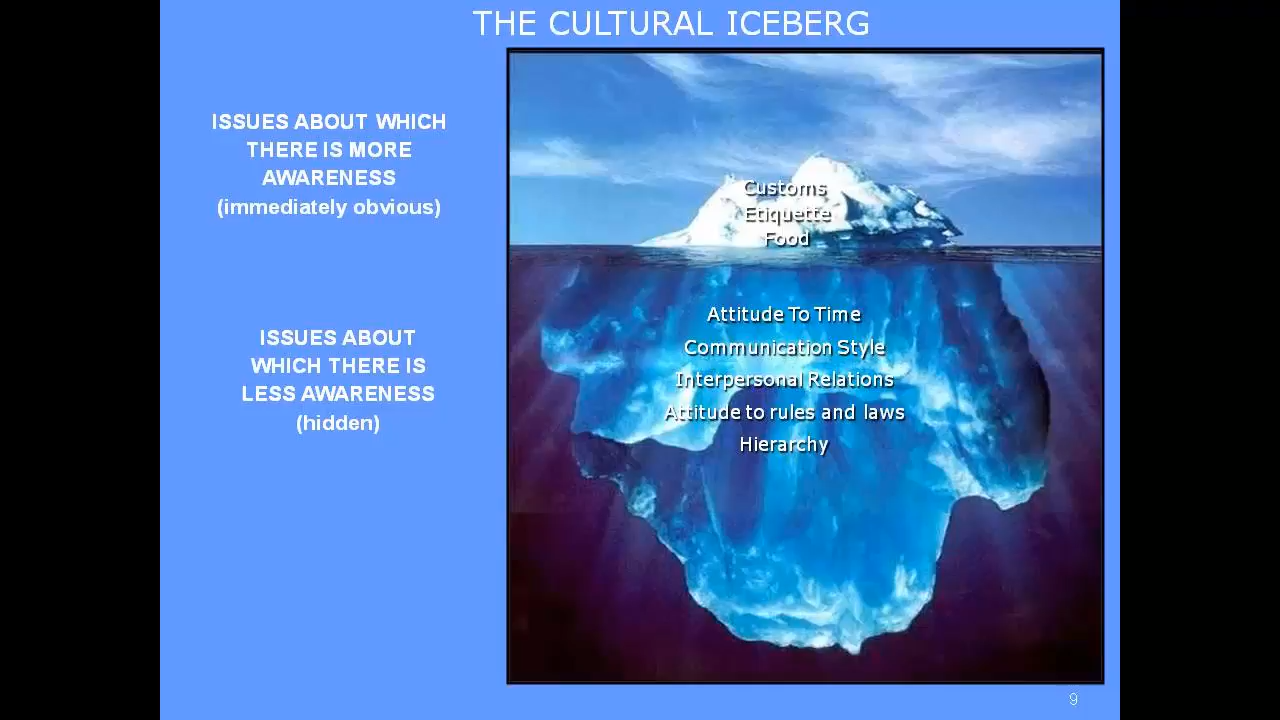 THE CULTURAL ICEBERG
ISSUES ABOUT WHICH
THERE IS MORE
AWARENESS
(immediately obvious)
Customs
Etiquette
Food
ISSUES ABOUT
WHICH THERE IS
LESS AWARENESS
(hidden)
Attitude To Time
Communication Style
Interpersonal Relations
Attitude to rules and laws
Hierarchy
9